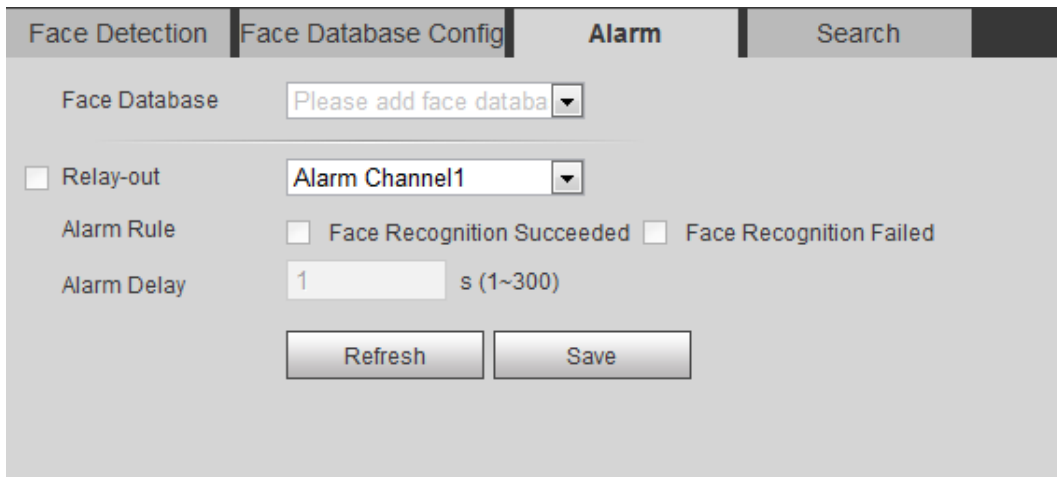 Face Detection Face Database Config Alarm Search
Face Database Please add face databa
Relay-out Alarm Channel1
Alarm Rule Face Recognition Succeeded Face Recognition Failed
Alarm Delay 1 s (1~300)
Refresh Save